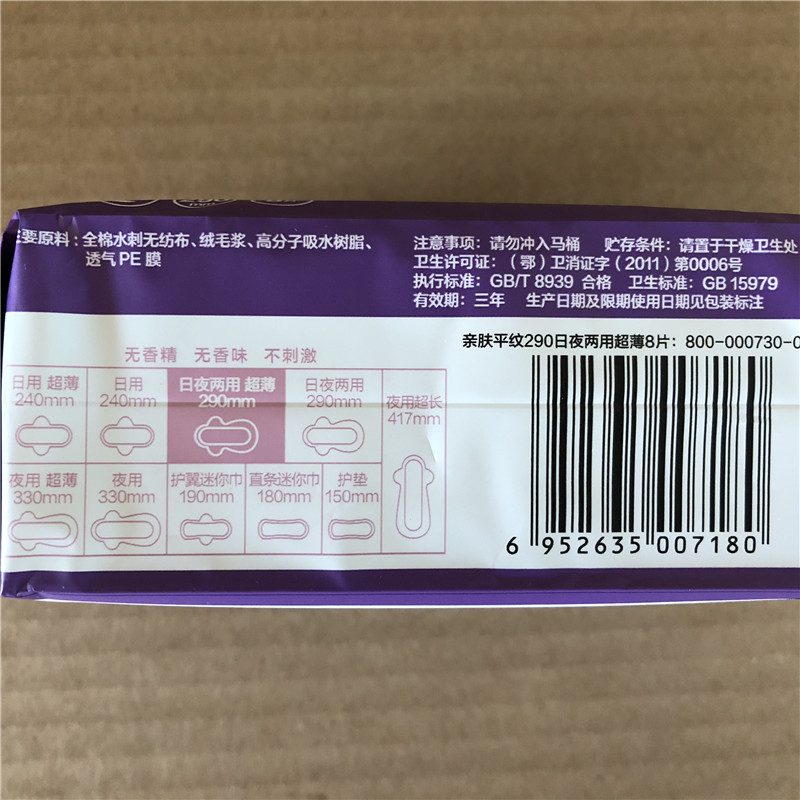 主要原料：全棉水刺无纺布、绒毛浆、高分子吸水树脂、
透气PE膜
注意事项：请勿冲入马桶 贮存条件：请置于干燥卫生处
卫生许可证：（鄂）卫消证字（2011）第0006号
执行标准：GB/T 8939 合格 卫生标准：GB 15979
有效期：三年 生产日期及限期使用日期见包装标注
无香精 无香味 不刺激
日用 超薄
240mm
日用
240mm
日夜两用 超薄
290mm
日夜两用
290mm
夜用超长
417mm
夜用 超薄
330mm
夜用
330mm
护翼迷你巾
190mm
直条迷你巾
180mm
护垫
150mm
亲肤平纹290日夜两用超薄8片：800-000730-0
6 952635 007180